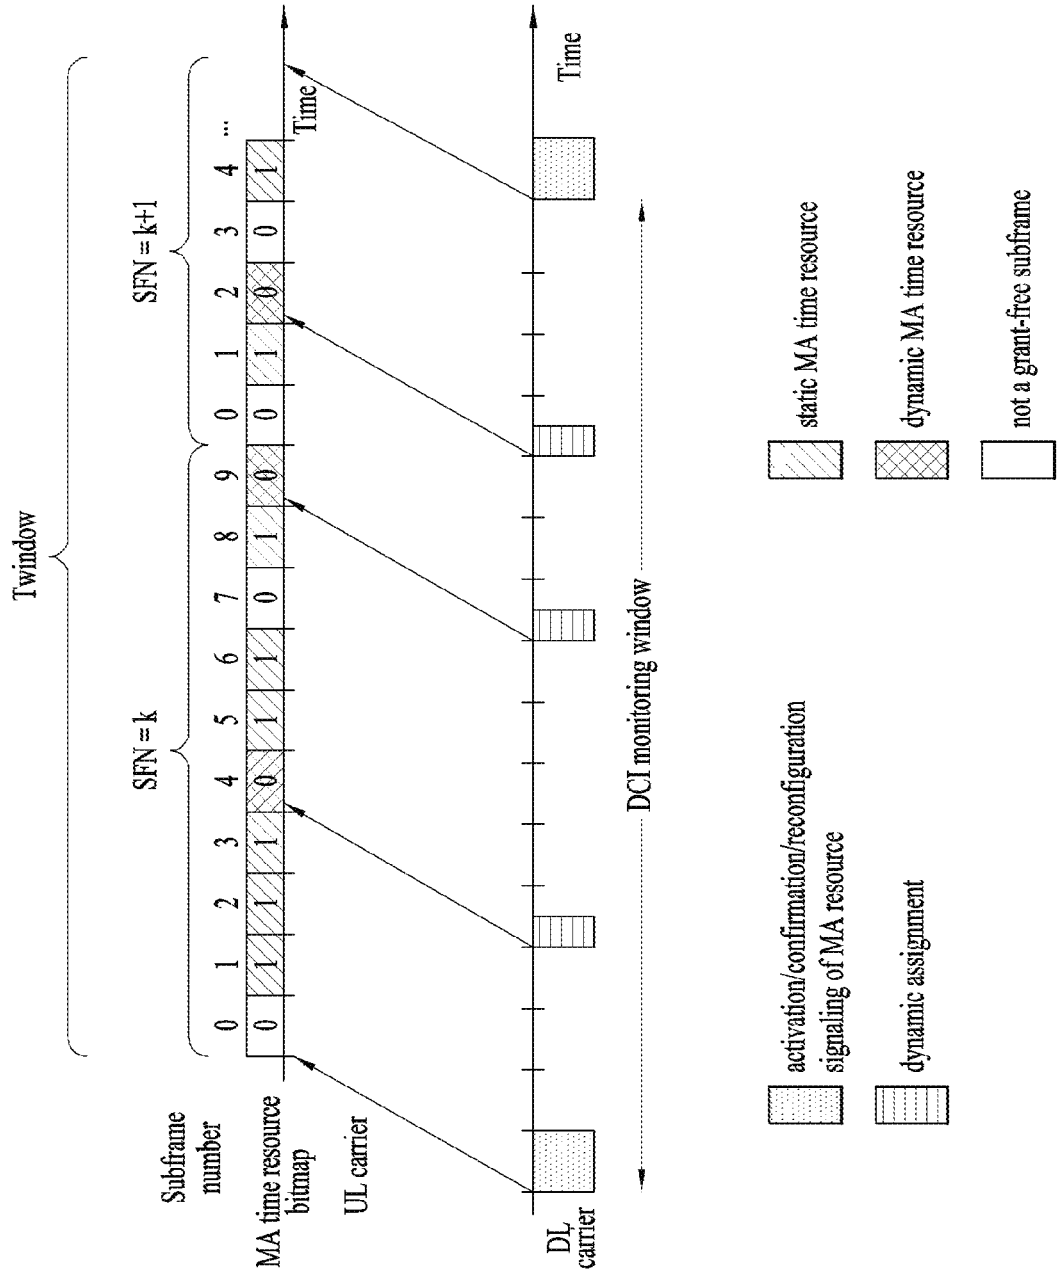 Twindow
SFN = k
SFN = k+1
Subframe
number
0 1 2 3 4 5 6 7 8 9 0 1 2 3 4 ...
MA time resource
bitmap
0 1 1 1 0 1 1 0 1 0 0 1 0 0 1
Time
UL carrier
DL
carrier
Time
DCI monitoring window
activation/confirmation/reconfiguration
signaling of MA resource
dynamic assignment
static MA time resource
dynamic MA time resource
not a grant-free subframe